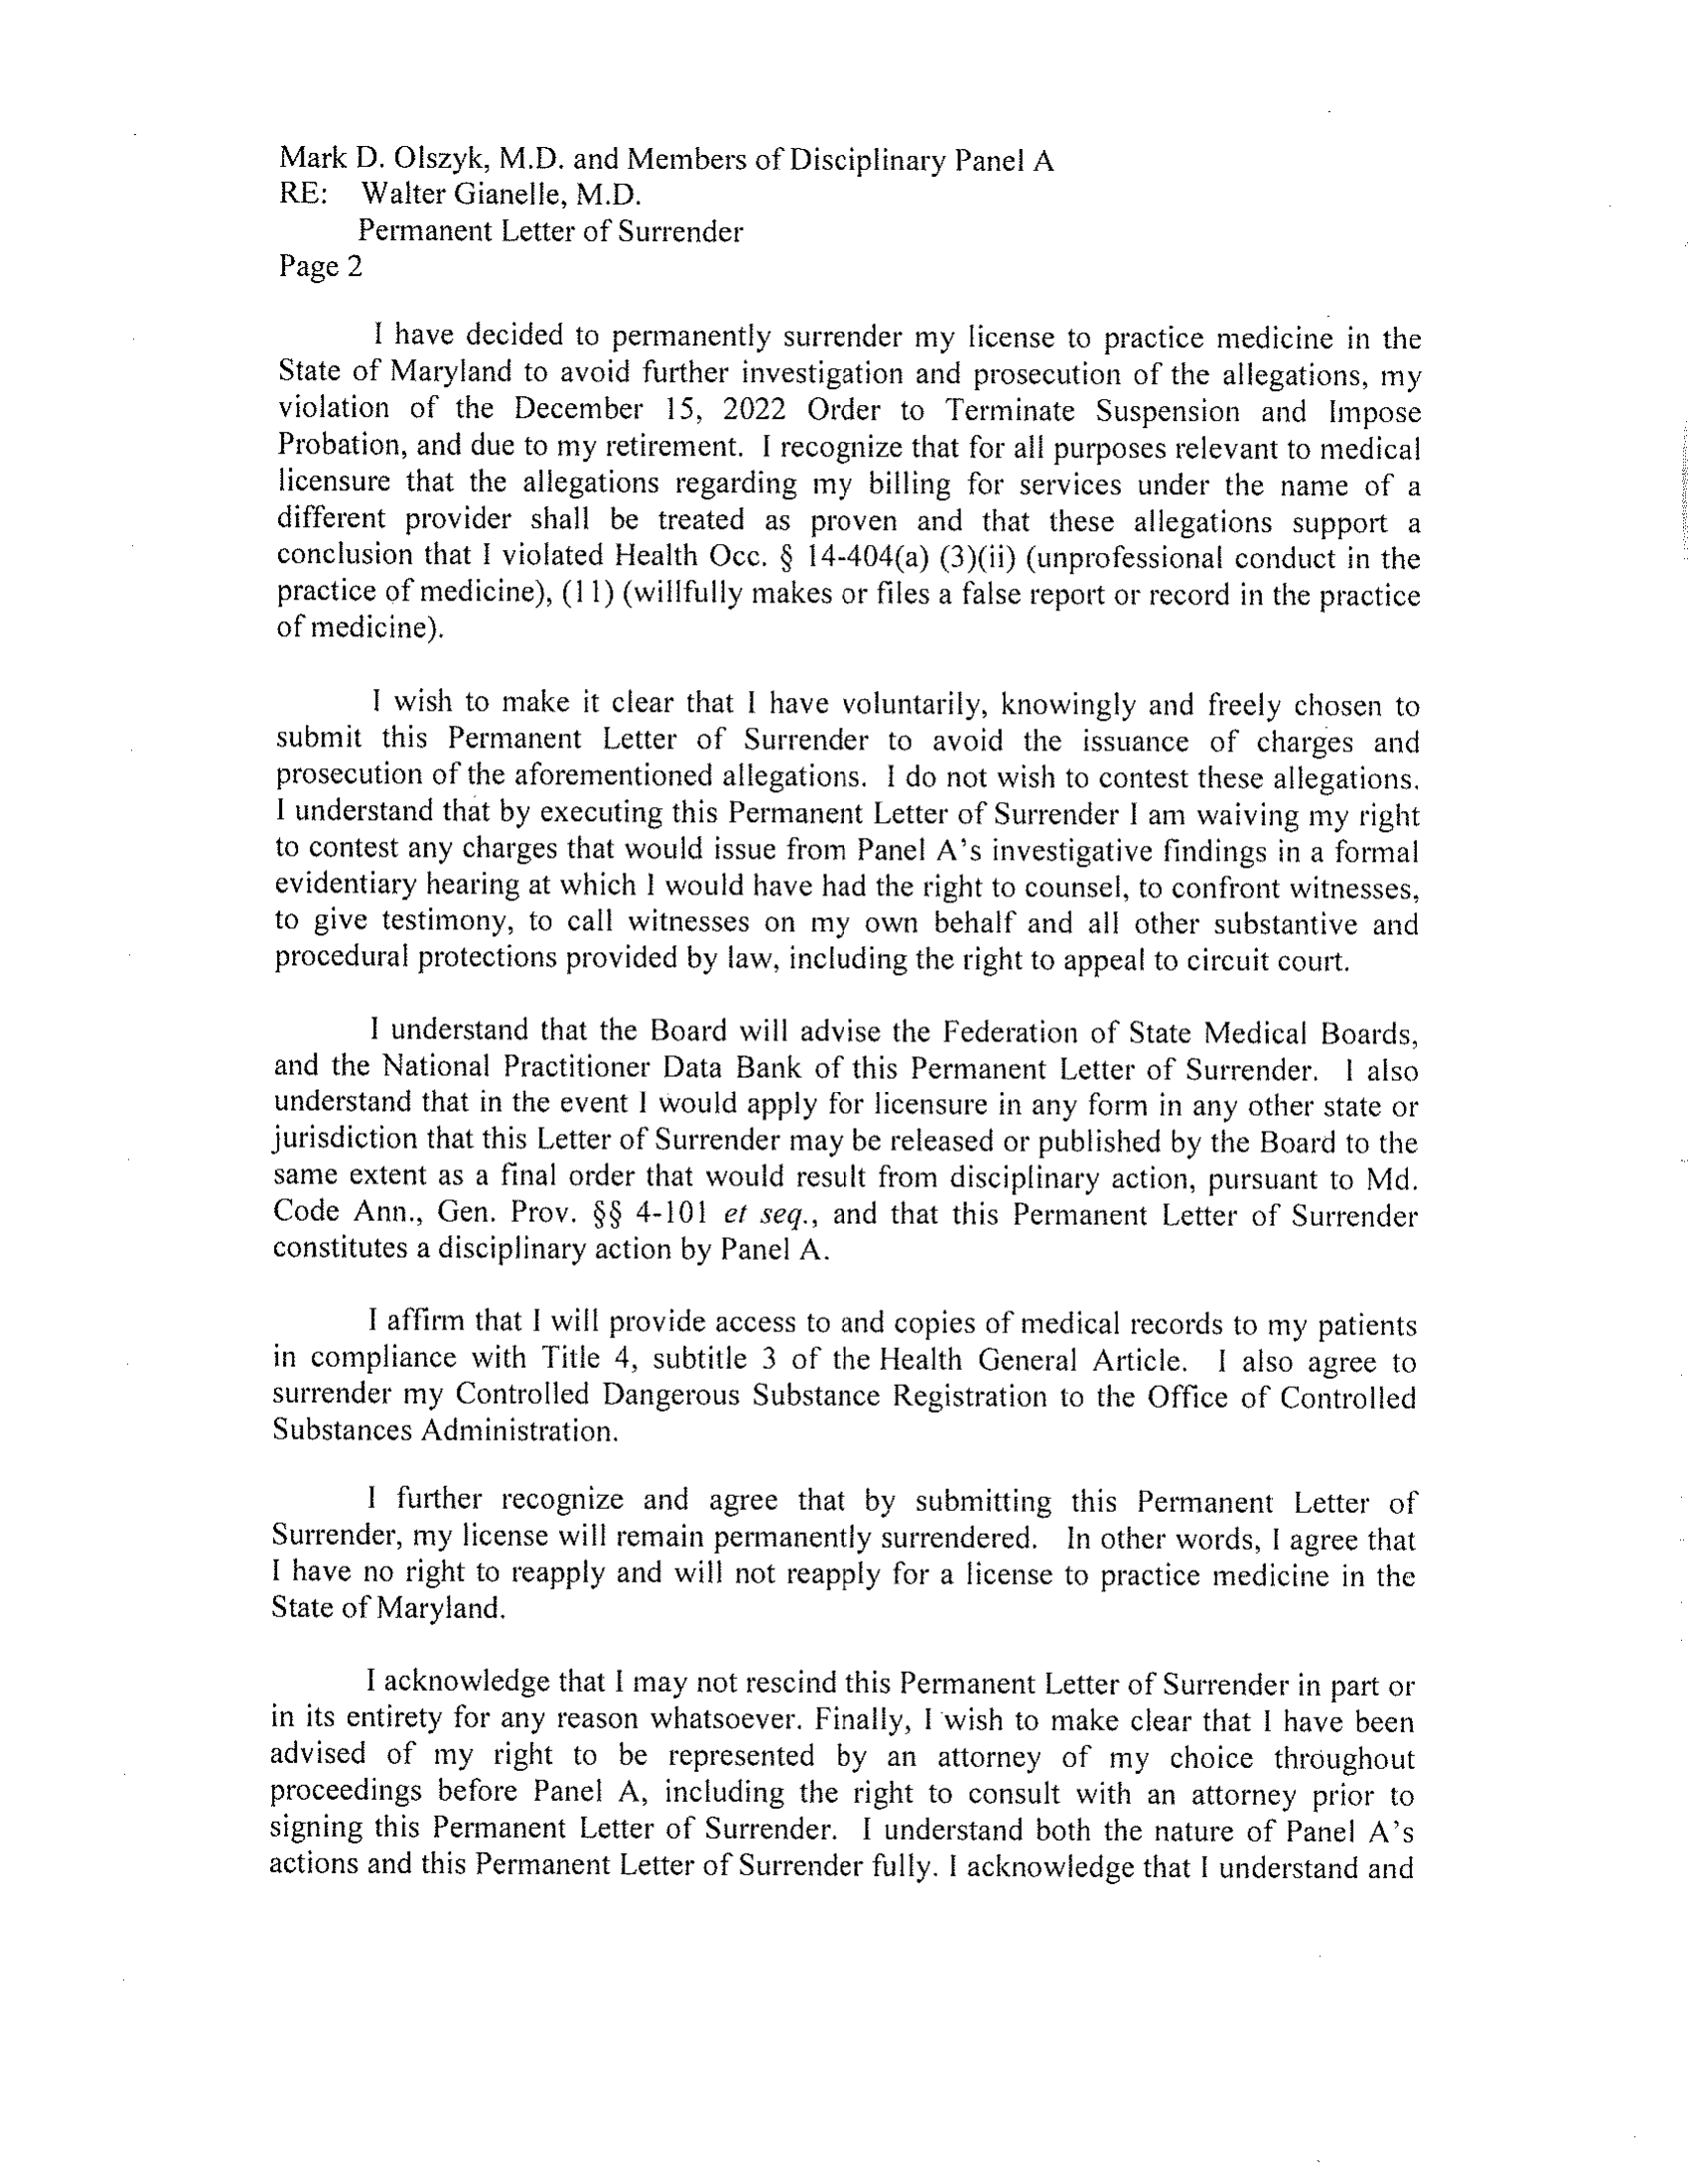 Mark D. Olszyk, M.D. and Members of Disciplinary Panel A
RE: Walter Gianelle, M.D.
Permanent Letter of Surrender
Page 2
I have decided to permanently surrender my license to practice medicine in the
State of Maryland to avoid further investigation and prosecution of the allegations, my
violation of the December 15, 2022 Order to Terminate Suspension and Impose
Probation, and due to my retirement. I recognize that for all purposes relevant to medical
licensure that the allegations regarding my billing for services under the name of a
different provider shall be treated as proven and that these allegations support a
conclusion that I violated Health Occ. § 14-404(a) (3)(ii) (unprofessional conduct in the
practice of medicine), (11) (willfully makes or files a false report or record in the practice
of medicine).
I wish to make it clear that I have voluntarily, knowingly and freely chosen to
submit this Permanent Letter of Surrender to avoid the issuance of charges and
prosecution of the aforementioned allegations. I do not wish to contest these allegations.
I understand that by executing this Permanent Letter of Surrender I am waiving my right
to contest any charges that would issue from Panel A's investigative findings in a formal
evidentiary hearing at which I would have had the right to counsel, to confront witnesses,
to give testimony, to call witnesses on my own behalf and all other substantive and
procedural protections provided by law, including the right to appeal to circuit court.
I understand that the Board will advise the Federation of State Medical Boards,
and the National Practitioner Data Bank of this Permanent Letter of Surrender. I also
understand that in the event I would apply for licensure in any form in any other state or
jurisdiction that this Letter of Surrender may be released or published by the Board to the
same extent as a final order that would result from disciplinary action, pursuant to Md.
Code Ann., Gen. Prov. §§ 4-101 et seq., and that this Permanent Letter of Surrender
constitutes a disciplinary action by Panel A.
I affirm that I will provide access to and copies of medical records to my patients
in compliance with Title 4, subtitle 3 of the Health General Article. I also agree to
surrender my Controlled Dangerous Substance Registration to the Office of Controlled
Substances Administration.
I further recognize and agree that by submitting this Permanent Letter of
Surrender, my license will remain permanently surrendered. In other words, I agree that
I have no right to reapply and will not reapply for a license to practice medicine in the
State of Maryland.
I acknowledge that I may not rescind this Permanent Letter of Surrender in part or
in its entirety for any reason whatsoever. Finally, I wish to make clear that I have been
advised of my right to be represented by an attorney of my choice throughout
proceedings before Panel A, including the right to consult with an attorney prior to
signing this Permanent Letter of Surrender. I understand both the nature of Panel A's
actions and this Permanent Letter of Surrender fully. I acknowledge that I understand and